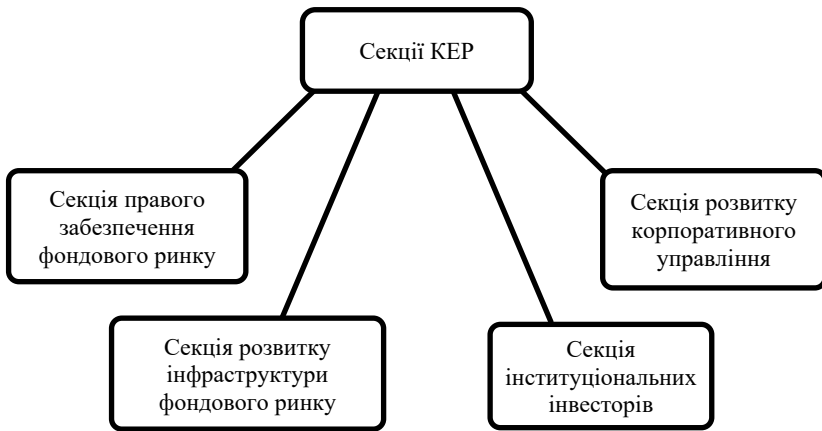 Секції КЕР
Секція правого
забезпечення
фондового ринку
Секція розвитку
корпоративного
управління
Секція розвитку
інфраструктури
фондового ринку
Секція
інституціональних
інвесторів